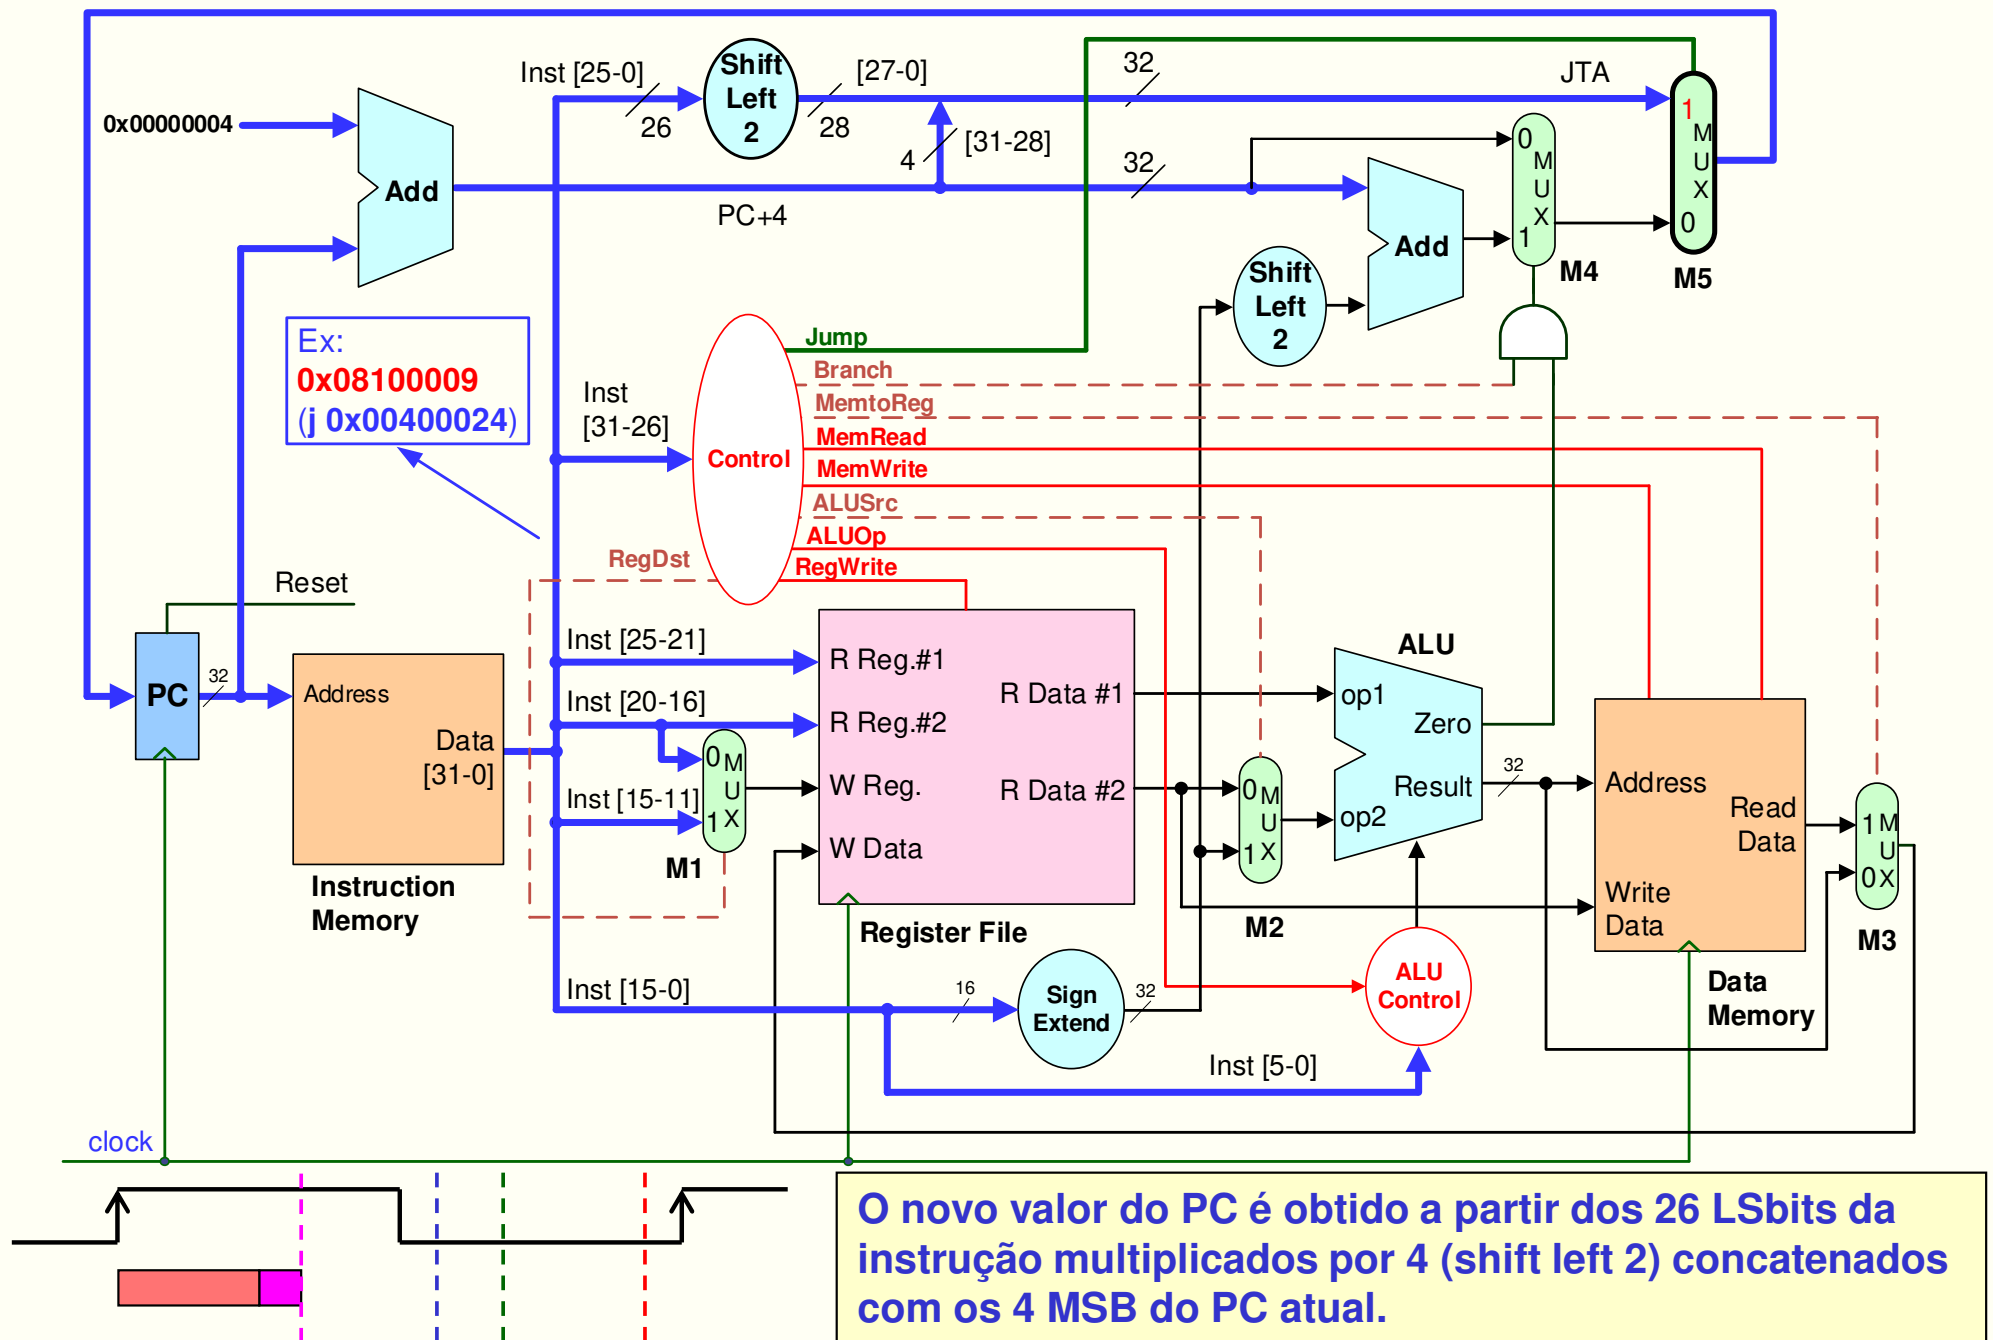 Inst [25-0]
26
Shift
Left
2
[27-0]
28
32
JTA
0x00000004
Add
4
[31-28]
32
PC+4
0
M
U
X
1
M4
1
M
U
X
0
M5
Add
Shift
Left
2
Ex:
0x08100009
(j 0x00400024)
Inst
[31-26]
Control
Jump
Branch
MemtoReg
MemRead
MemWrite
ALUSrc
ALUOp
RegWrite
RegDst
Reset
PC
32
Address
Data
[31-0]
Instruction
Memory
Inst [25-21]
Inst [20-16]
Inst [15-11]
0 M
U
1 X
M1
R Reg.#1
R Reg.#2
W Reg.
W Data
R Data #1
R Data #2
Register File
0 M
U
1 X
M2
ALU
op1
Zero
Result
op2
32
ALU
Control
Address
Read
Data
Write
Data
Data
Memory
1 M
U
0 X
M3
Inst [15-0]
16
Sign
Extend
32
Inst [5-0]
clock
O novo valor do PC é obtido a partir dos 26 LSbits da
instrução multiplicados por 4 (shift left 2) concatenados
com os 4 MSB do PC atual.